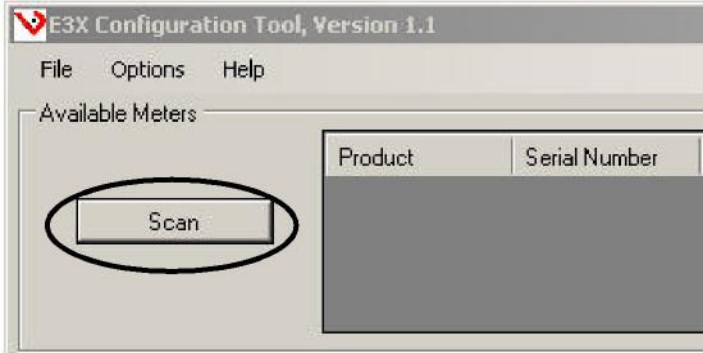 E3X Configuration Tool, Version 1.1
File Options Help
Available Meters
Product Serial Number
Scan